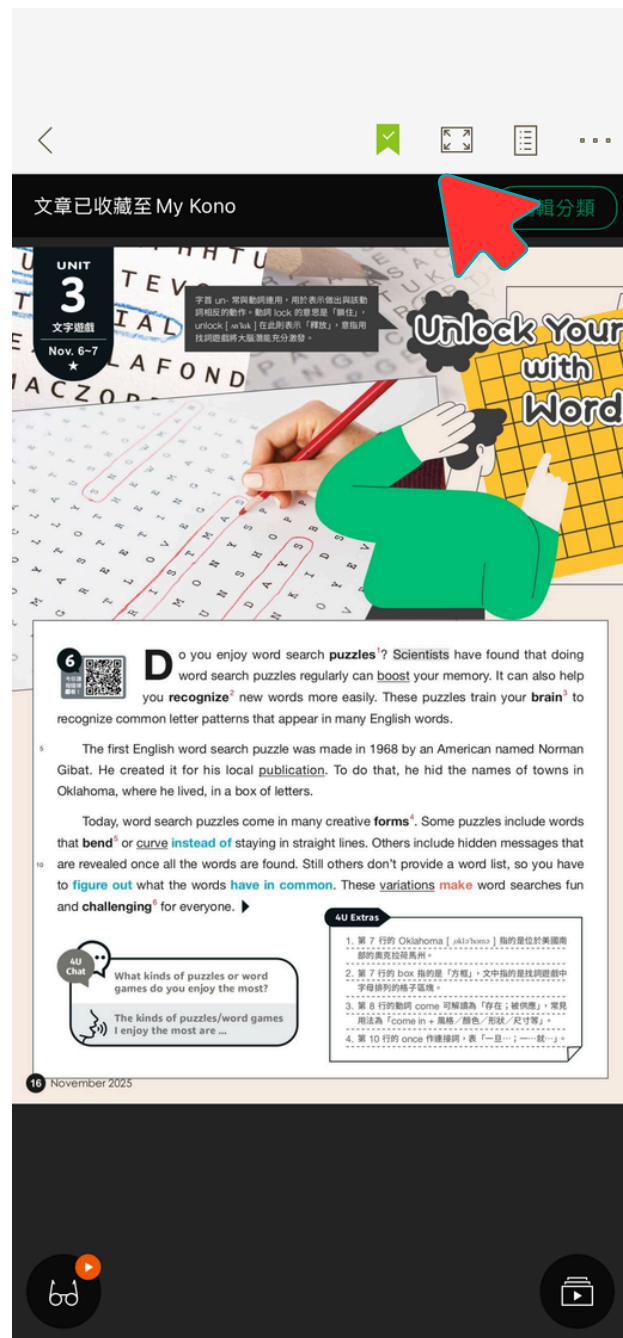 文章已收藏至 My Kono
輯分類
UNIT
3
文字遊戲
Nov. 6~7
字首 un- 常與動詞連用，用於表示做出與該動
詞相反的動作。動詞 lock 的意思是「鎖住」，
unlock [ ʌnˈlɑk ] 在此則表示「釋放」，意指用
找詞遊戲將大腦潛能充分激發。
Unlock Your
with
Word
6
Do you enjoy word search puzzles1? Scientists have found that doing
word search puzzles regularly can boost your memory. It can also help
you recognize2 new words more easily. These puzzles train your brain3 to
recognize common letter patterns that appear in many English words.
5 The first English word search puzzle was made in 1968 by an American named Norman
Gibat. He created it for his local publication. To do that, he hid the names of towns in
Oklahoma, where he lived, in a box of letters.
Today, word search puzzles come in many creative forms4. Some puzzles include words
that bend5 or curve instead of staying in straight lines. Others include hidden messages that
10 are revealed once all the words are found. Still others don't provide a word list, so you have
to figure out what the words have in common. These variations make word searches fun
and challenging6 for everyone.
4U
Chat
What kinds of puzzles or word
games do you enjoy the most?
The kinds of puzzles/word games
I enjoy the most are ...
4U Extras
1. 第 7 行的 Oklahoma [ ˌokləˈhomə ] 指的是位於美國南
部的奧克拉荷馬州。
2. 第 7 行的 box 指的是「方框」，文中指的是找詞遊戲中
字母排列的格子區塊。
3. 第 8 行的動詞 come 可解讀為「存在；被供應」，常見
用法為「come in + 風格／顏色／形狀／尺寸等」。
4. 第 10 行的 once 作連接詞，表「一旦…；一…就…」。
16 November 2025